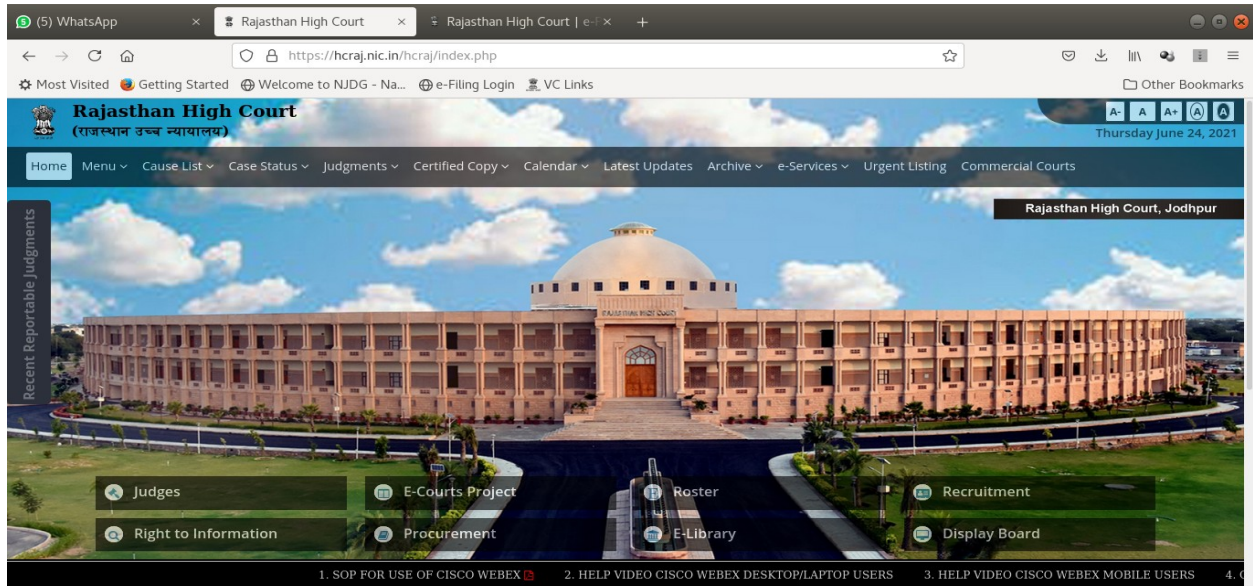 (5) WhatsApp
Rajasthan High Court
Rajasthan High Court | e-F
https://hcraj.nic.in/hcraj/index.php
Most Visited Getting Started Welcome to NJDG - Na... e-Filing Login VC Links Other Bookmarks
Rajasthan High Court
(राजस्थान उच्च न्यायालय)
A- A A+ A A
Thursday June 24, 2021
Home Menu Cause List Case Status Judgments Certified Copy Calendar Latest Updates Archive e-Services Urgent Listing Commercial Courts
Rajasthan High Court, Jodhpur
Recent Reportable Judgments
RAJASTHAN HIGH COURT
Judges E-Courts Project Roster Recruitment
Right to Information Procurement E-Library Display Board
1. SOP FOR USE OF CISCO WEBEX 2. HELP VIDEO CISCO WEBEX DESKTOP/LAPTOP USERS 3. HELP VIDEO CISCO WEBEX MOBILE USERS 4.